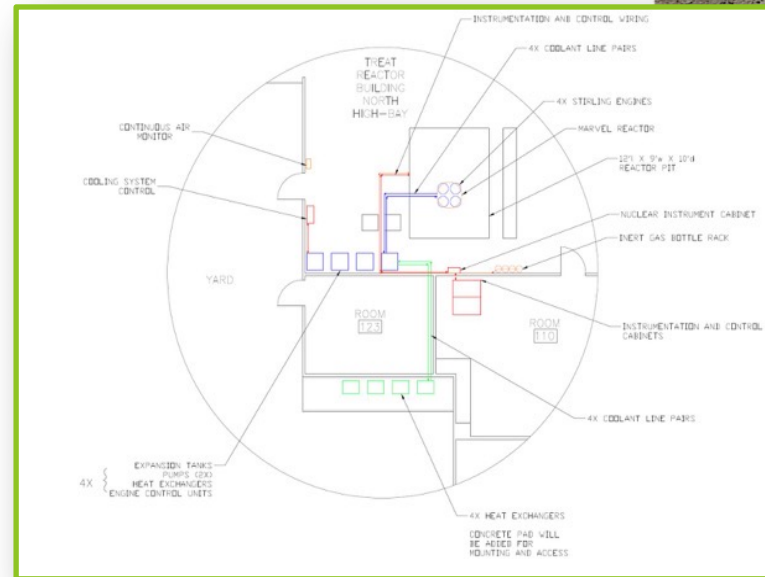 INSTRUMENTATION AND CONTROL WIRING
4X COOLANT LINE PAIRS
TREAT
REACTOR
BUILDING
NORTH
HIGH-BAY
4X STIRLING ENGINES
CONTINUOUS AIR
MONITOR
MARVEL REACTOR
12'l X 9'w X 10'd
REACTOR PIT
COOLING SYSTEM
CONTROL
NUCLEAR INSTRUMENT CABINET
INERT GAS BOTTLE RACK
YARD
ROOM
123
ROOM
110
INSTRUMENTATION AND CONTROL
CABINETS
4X COOLANT LINE PAIRS
4X
EXPANSION TANKS
PUMPS (2X)
HEAT EXCHANGERS
ENGINE CONTROL UNITS
4X HEAT EXCHANGERS
CONCRETE PAD WILL
BE ADDED FOR
MOUNTING AND ACCESS